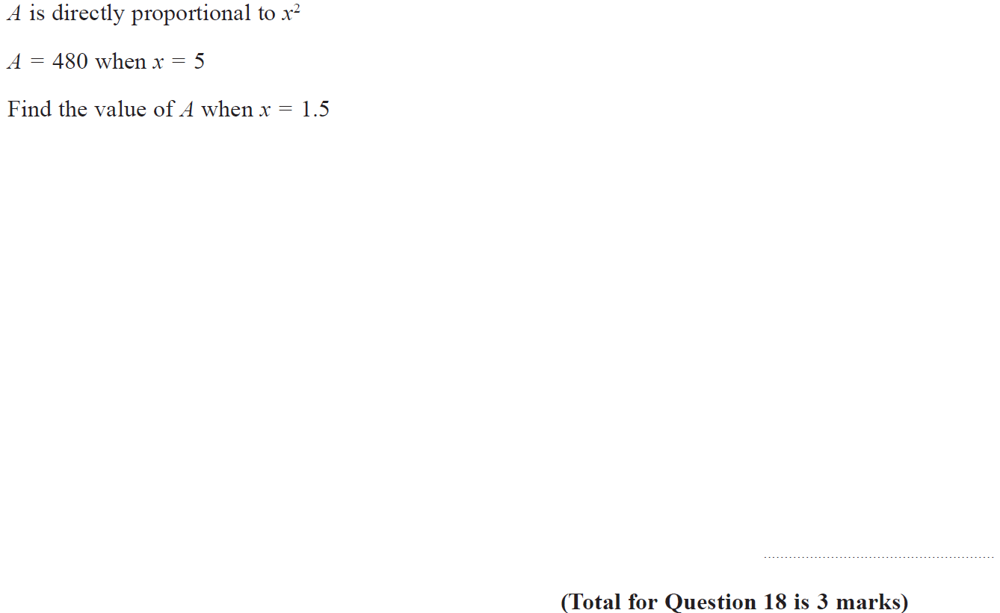 A is directly proportional to x²
A = 480 when x = 5
Find the value of A when x = 1.5
......................................................
(Total for Question 18 is 3 marks)